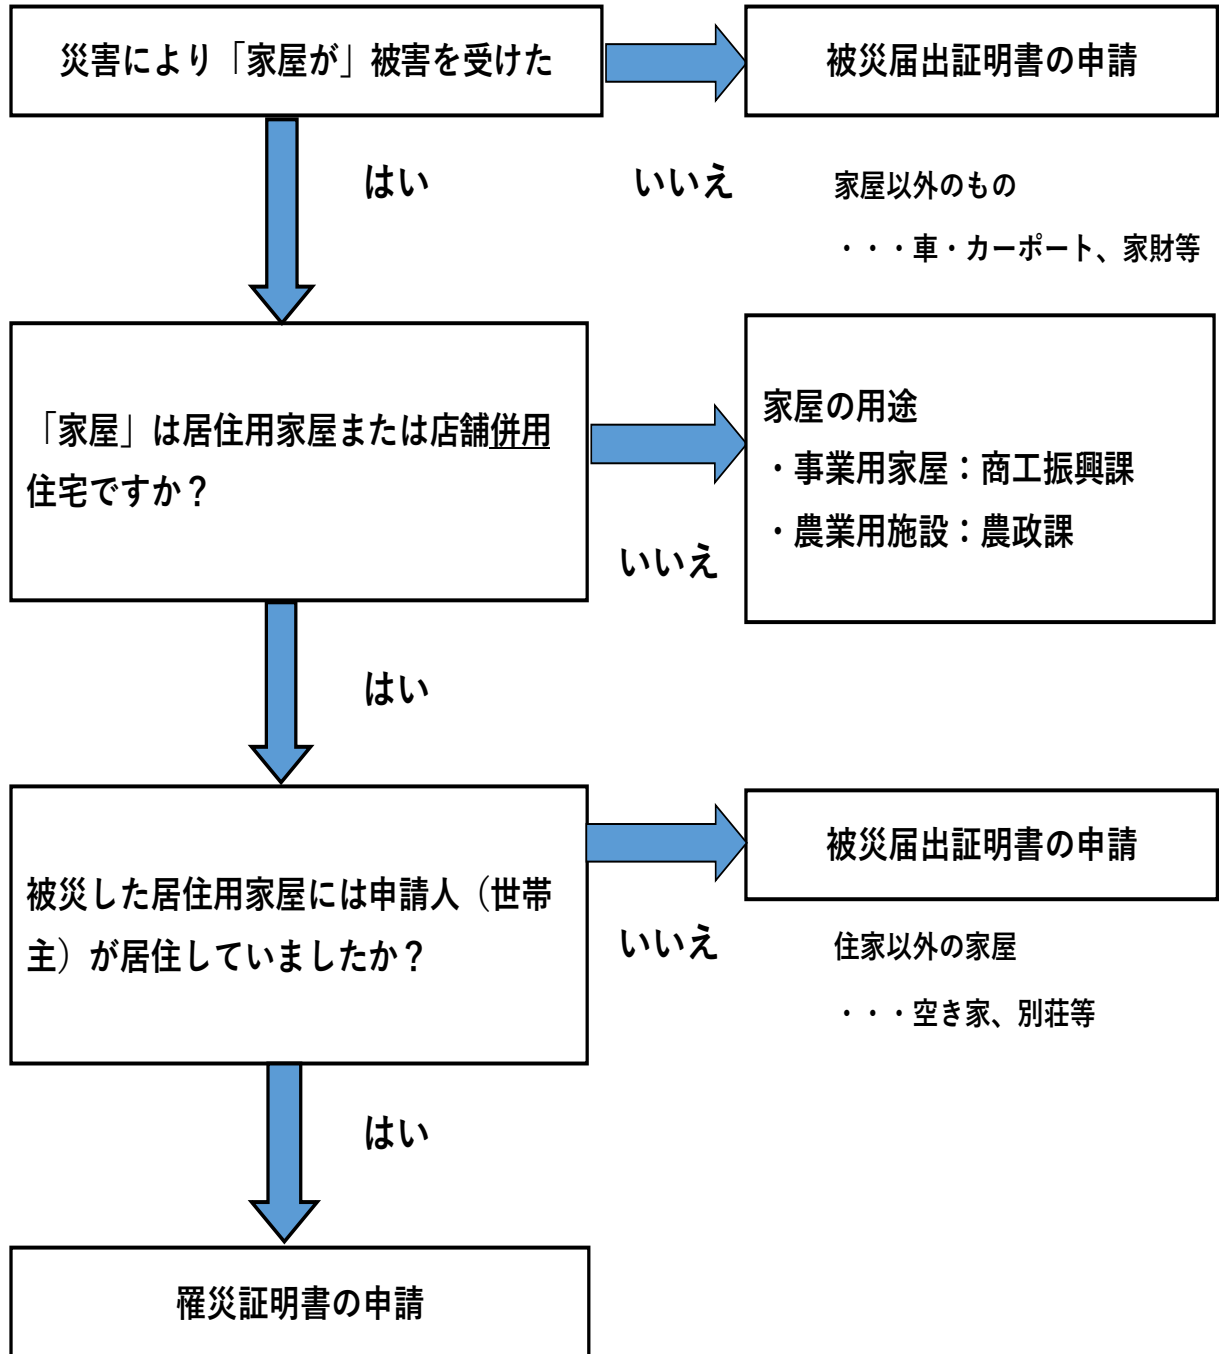 災害により「家屋が」被害を受けた
被災届出証明書の申請
はい
いいえ
家屋以外のもの
・・・車・カーポート、家財等
「家屋」は居住用家屋または店舗併用
住宅ですか？
家屋の用途
・事業用家屋：商工振興課
・農業用施設：農政課
いいえ
はい
被災した居住用家屋には申請人（世帯
主）が居住していましたか？
被災届出証明書の申請
いいえ
住家以外の家屋
・・・空き家、別荘等
はい
罹災証明書の申請